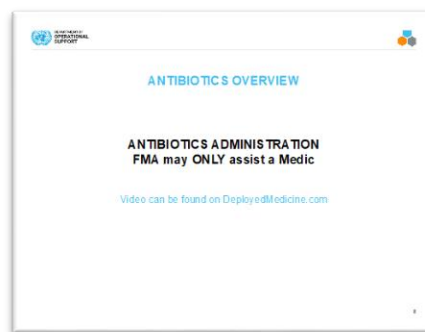 DEPARTMENT OF
OPERATIONAL
SUPPORT
ANTIBIOTICS OVERVIEW
ANTIBIOTICS ADMINISTRATION
FMA may ONLY assist a Medic
Video can be found on DeployedMedicine.com